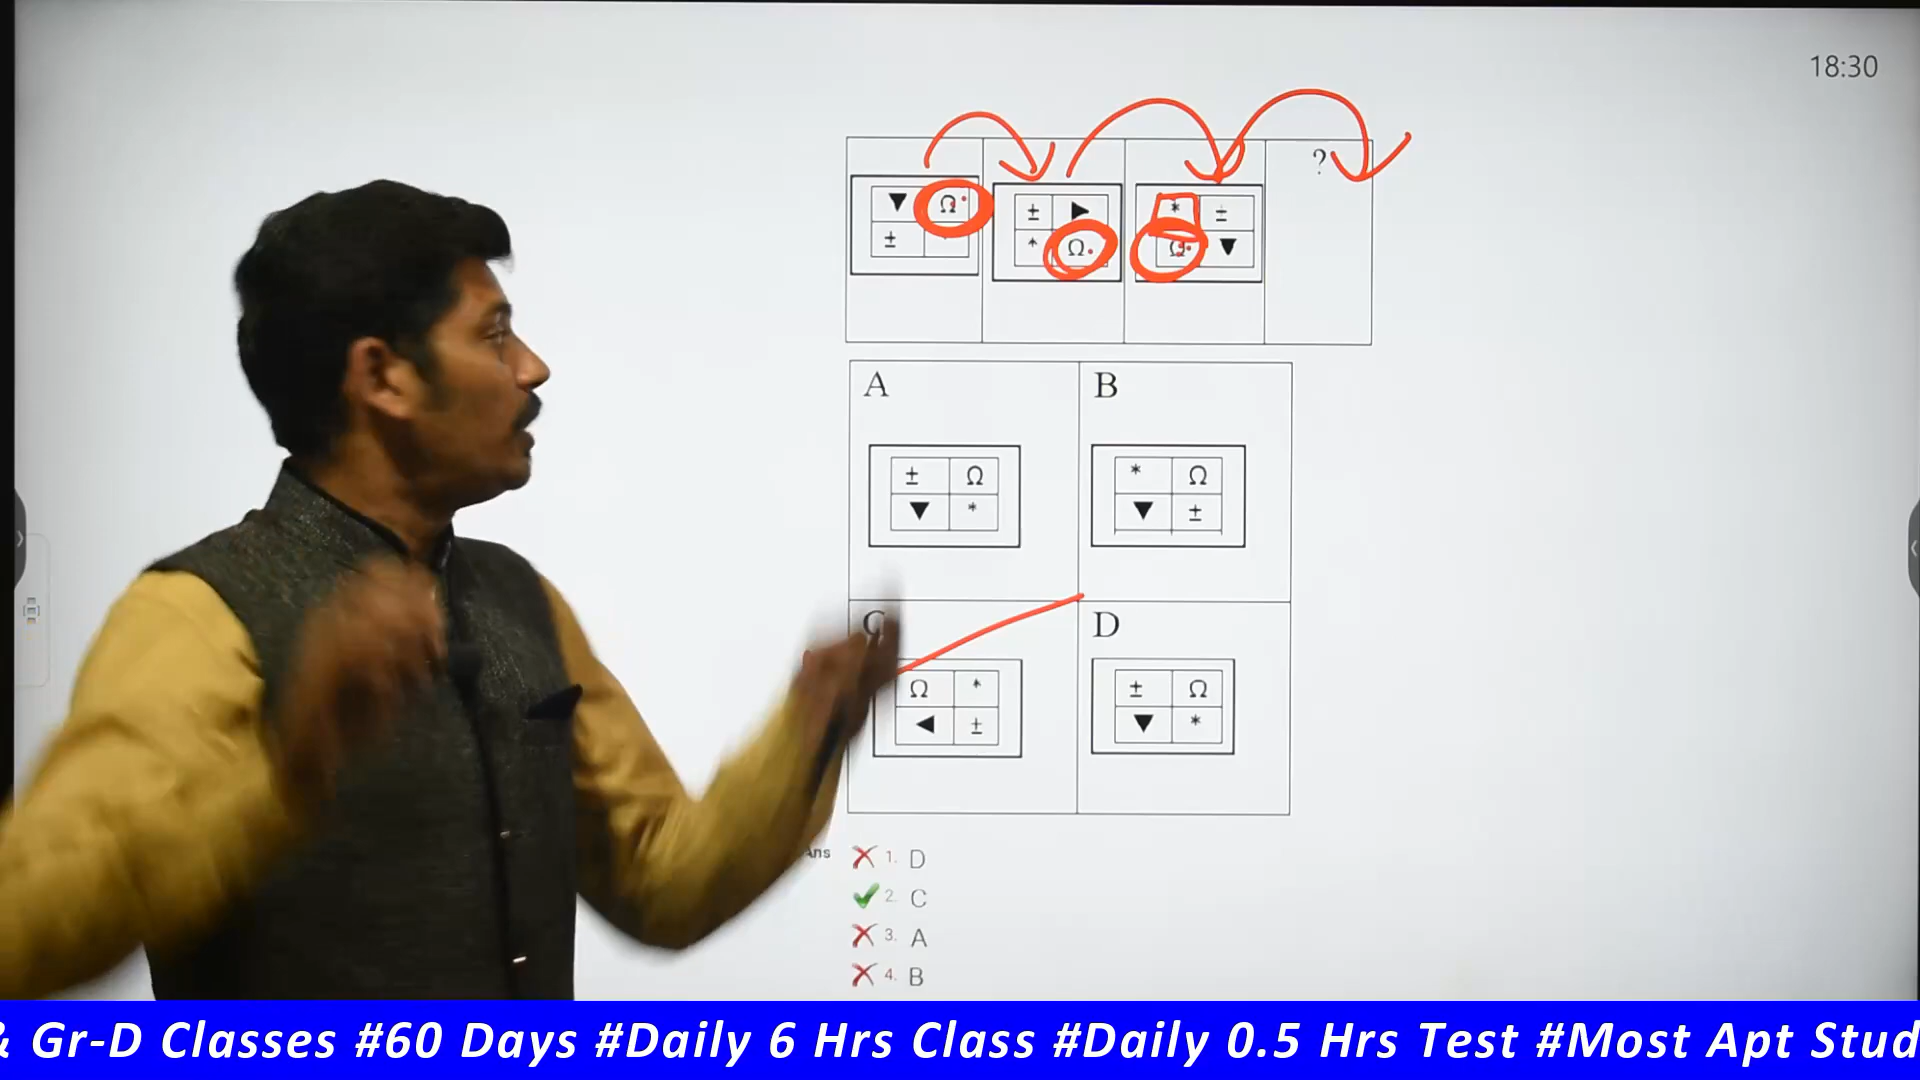 18:30
?
▼ Ω
±
± ▶
* Ω
* ±
Ω ▼
A
± Ω
▼ *
B
* Ω
▼ ±
C
Ω *
◀ ±
D
± Ω
▼ *
Ans
1. D
2. C
3. A
4. B
& Gr-D Classes #60 Days #Daily 6 Hrs Class #Daily 0.5 Hrs Test #Most Apt Stud